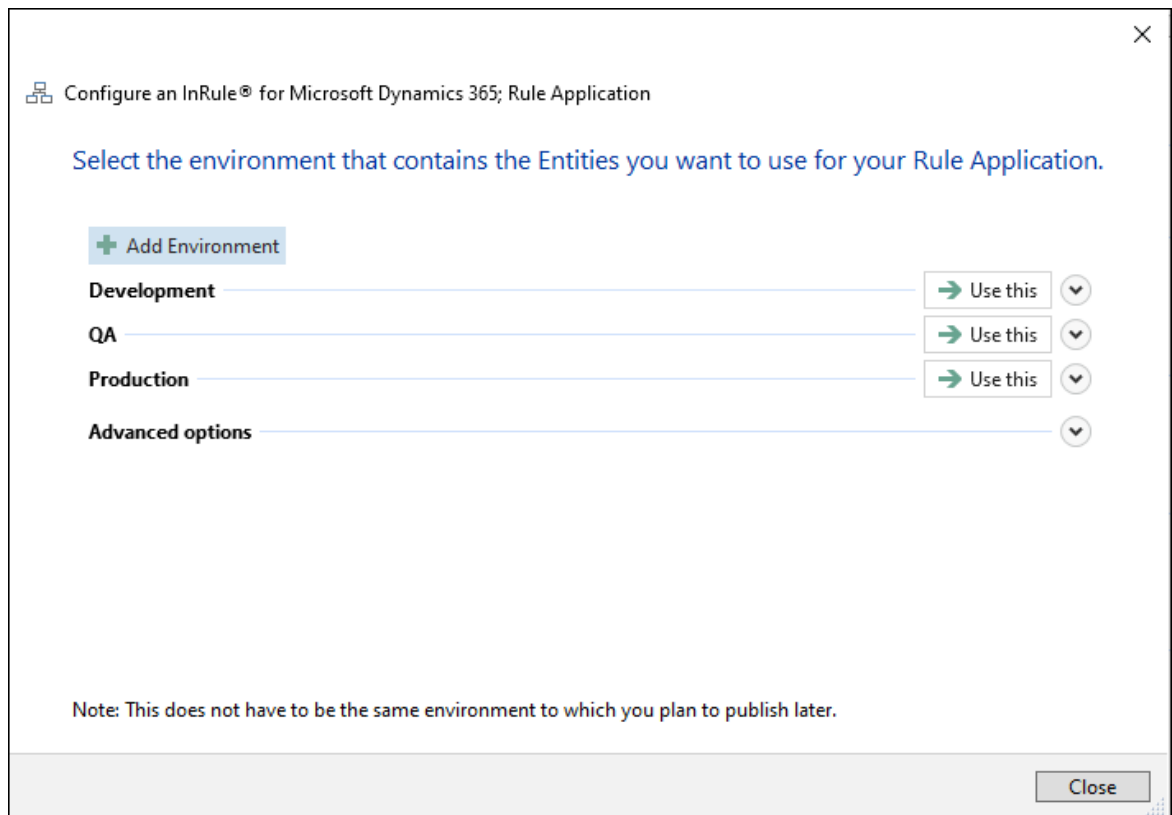 Configure an InRule® for Microsoft Dynamics 365; Rule Application
Select the environment that contains the Entities you want to use for your Rule Application.
Add Environment
Development Use this
QA Use this
Production Use this
Advanced options
Note: This does not have to be the same environment to which you plan to publish later.
Close